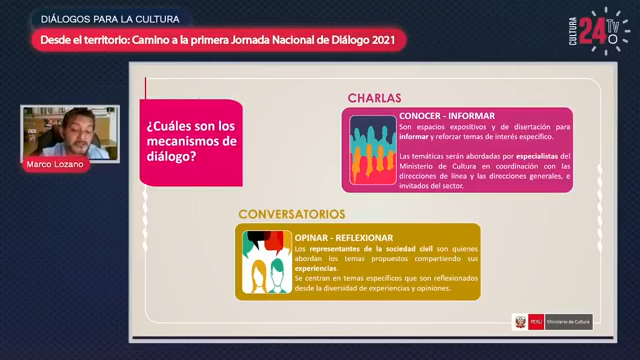 DIÁLOGOS PARA LA CULTURA
Desde el territorio: Camino a la primera Jornada Nacional de Diálogo 2021
CULTURA
24
TV
¿Cuáles son los
mecanismos de
diálogo?
Marco Lozano
CHARLAS
CONOCER - INFORMAR
Son espacios expositivos y de disertación para
informar y reforzar temas de interés específico.
Las temáticas serán abordadas por especialistas del
Ministerio de Cultura en coordinación con las
direcciones de línea y las direcciones generales, e
invitados del sector.
CONVERSATORIOS
OPINAR - REFLEXIONAR
Los representantes de la sociedad civil son quienes
abordan los temas propuestos compartiendo sus
experiencias.
Se centran en temas específicos que son reflexionados
desde la diversidad de experiencias y opiniones.
PERÚ
Ministerio de Cultura